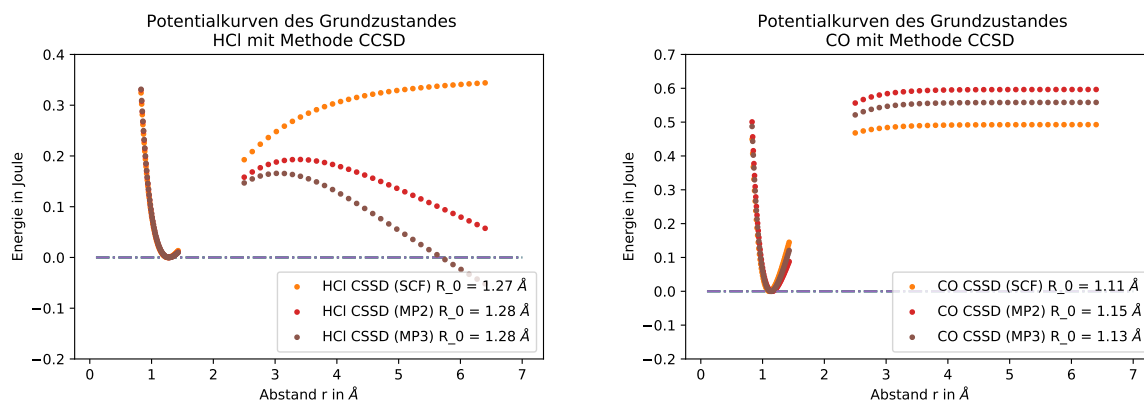 Potentialkurven des Grundzustandes
HCl mit Methode CCSD
0.4
0.3
0.2
0.1
0.0
−0.1
−0.2
Energie in Joule
0 1 2 3 4 5 6 7
Abstand r in Å
HCl CSSD (SCF) R_0 = 1.27 Å
HCl CSSD (MP2) R_0 = 1.28 Å
HCl CSSD (MP3) R_0 = 1.28 Å
Potentialkurven des Grundzustandes
CO mit Methode CCSD
0.7
0.6
0.5
0.4
0.3
0.2
0.1
0.0
−0.1
−0.2
Energie in Joule
0 1 2 3 4 5 6 7
Abstand r in Å
CO CSSD (SCF) R_0 = 1.11 Å
CO CSSD (MP2) R_0 = 1.15 Å
CO CSSD (MP3) R_0 = 1.13 Å